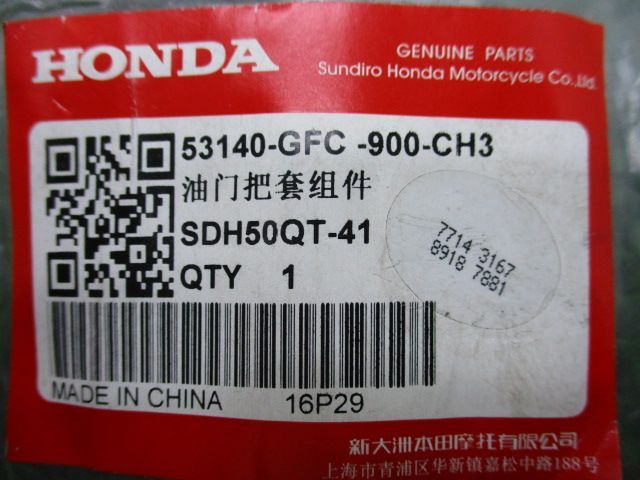 HONDA
GENUINE PARTS
Sundiro Honda Motorcycle Co.,Ltd.
53140-GFC -900-CH3
油门把套组件
SDH50QT-41
QTY 1
7714 3167
8918 7881
MADE IN CHINA 16P29
新大洲本田摩托有限公司
上海市青浦区华新镇嘉松中路188号